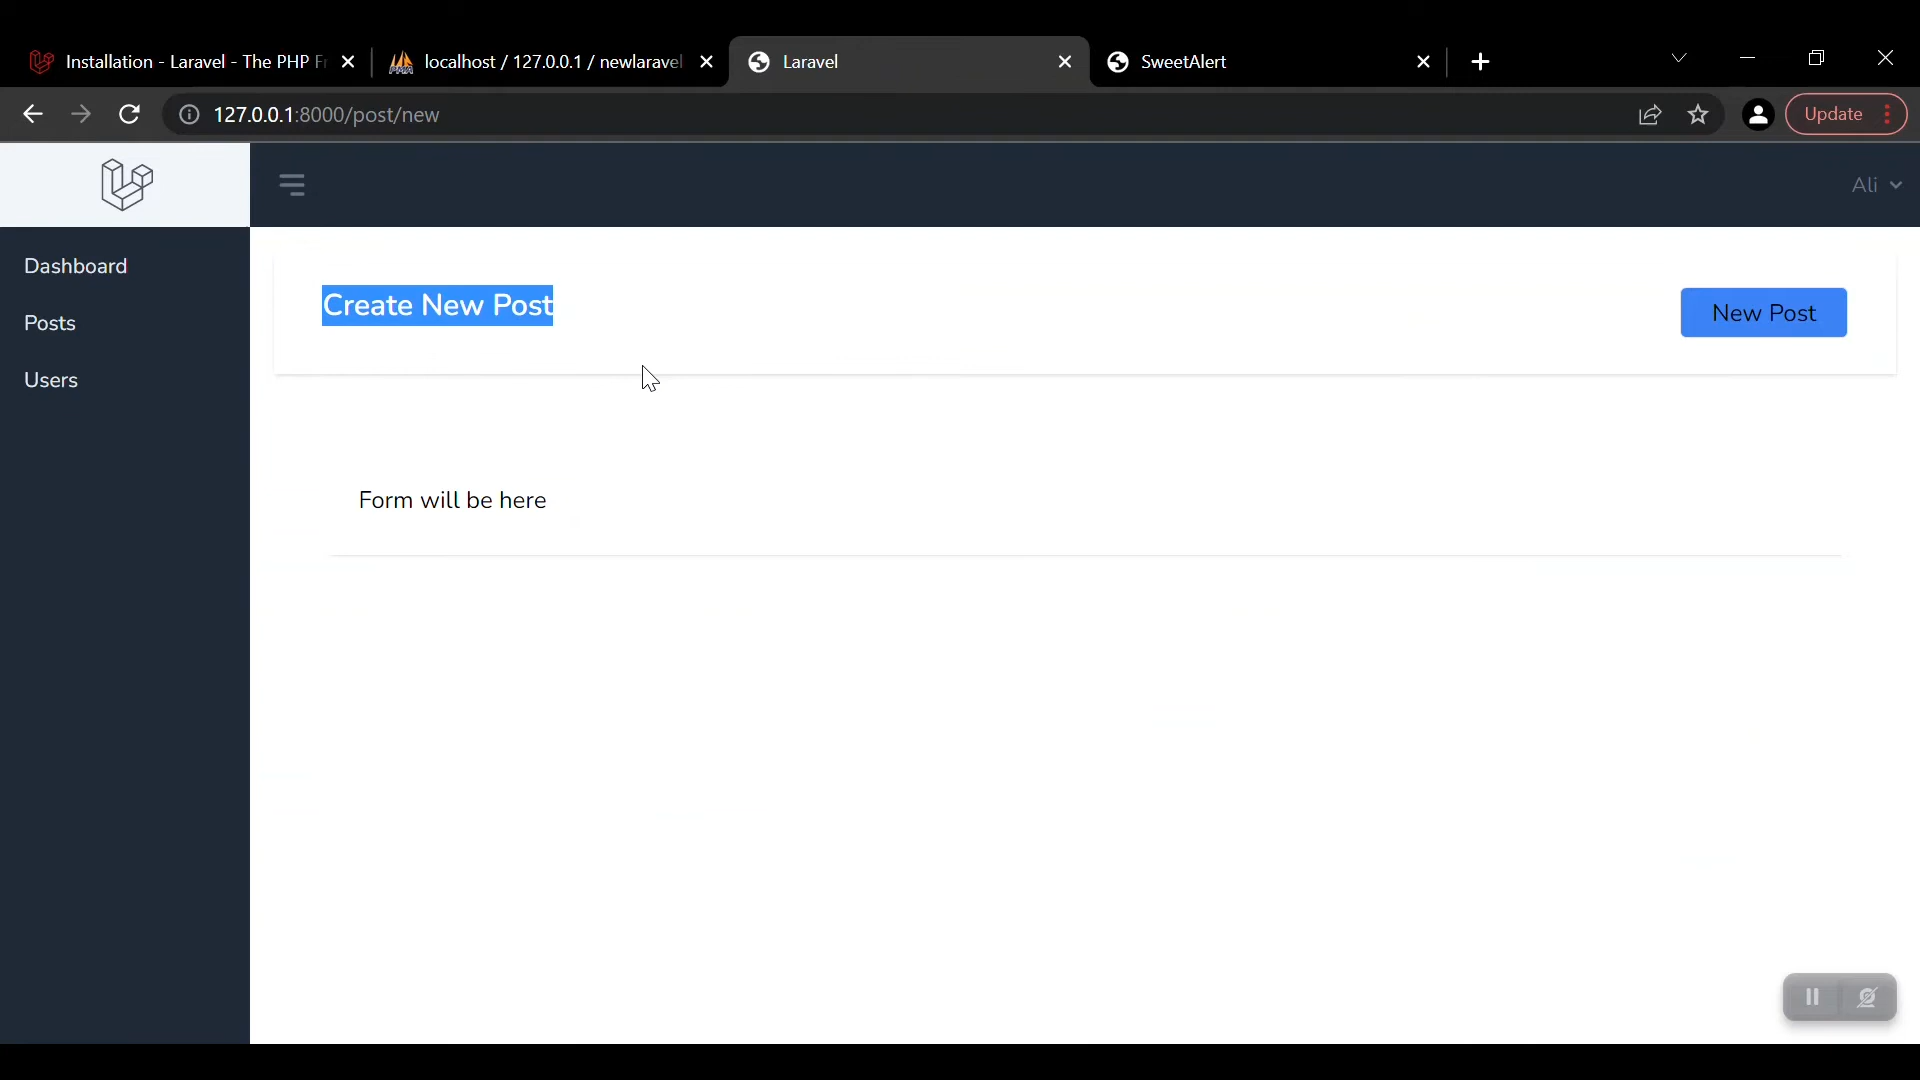 Installation - Laravel - The PHP Fr
localhost / 127.0.0.1 / newlaravel
Laravel
SweetAlert
127.0.0.1:8000/post/new
Update
Ali
Dashboard
Posts
Users
Create New Post
New Post
Form will be here